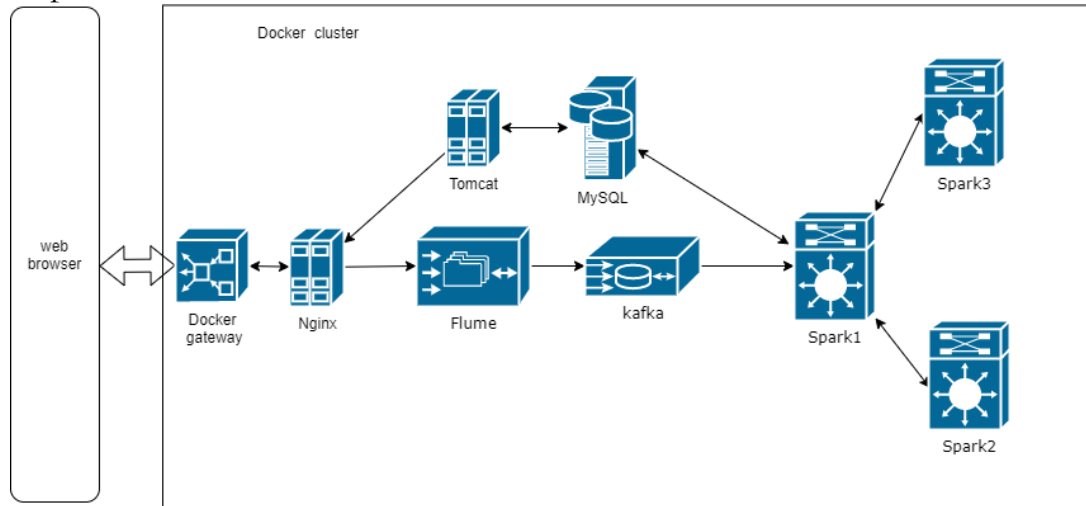 Docker cluster
Spark3
Tomcat
MySQL
web
browser
Docker
gateway
Nginx
Flume
kafka
Spark1
Spark2